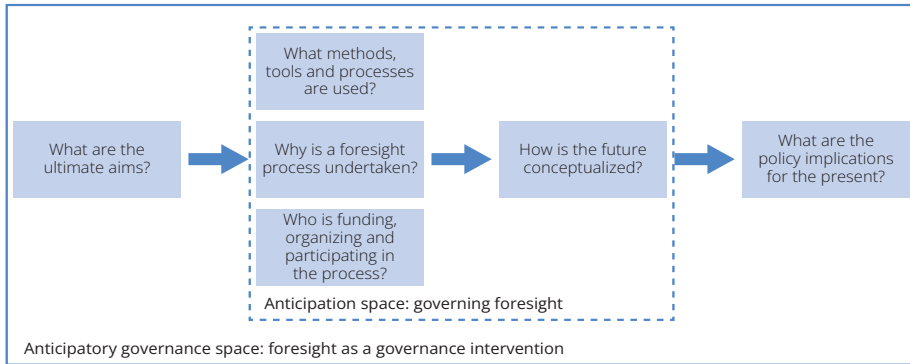 What are the
ultimate aims?
What methods,
tools and processes
are used?
Why is a foresight
process undertaken?
Who is funding,
organizing and
participating in
the process?
How is the future
conceptualized?
What are the
policy implications
for the present?
Anticipation space: governing foresight
Anticipatory governance space: foresight as a governance intervention